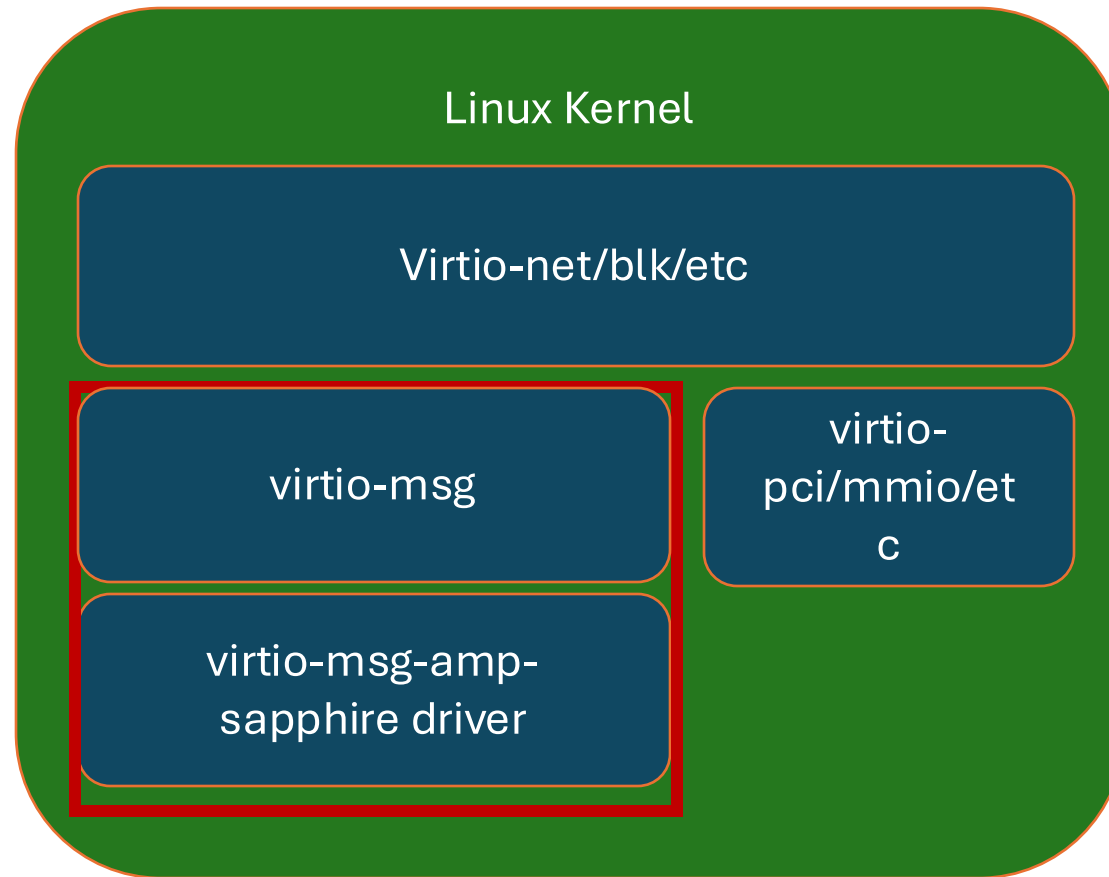 Linux Kernel
Virtio-net/blk/etc
virtio-msg
virtio-
pci/mmio/et
c
virtio-msg-amp-
sapphire driver